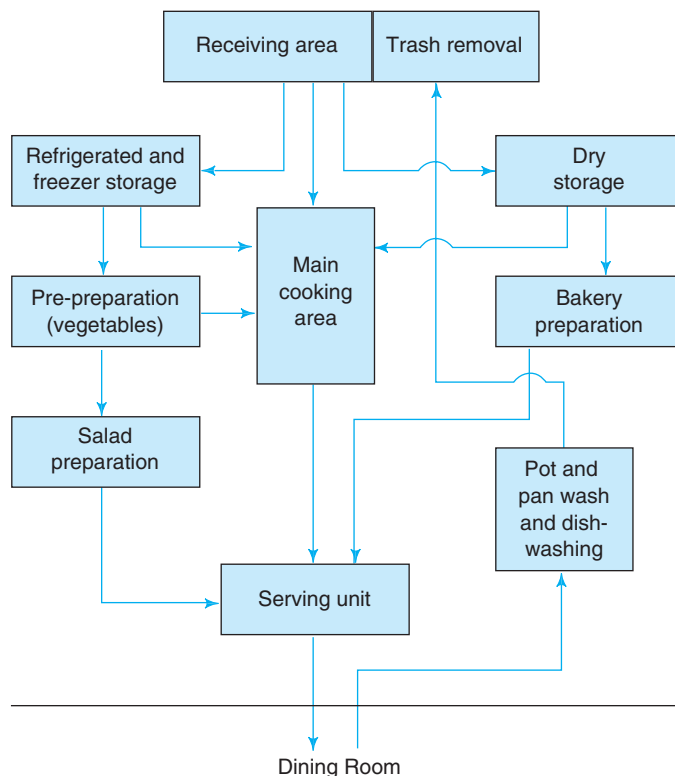 Receiving area
Trash removal
Refrigerated and
freezer storage
Dry
storage
Main
cooking
area
Pre-preparation
(vegetables)
Bakery
preparation
Salad
preparation
Pot and
pan wash
and dish-
washing
Serving unit
Dining Room